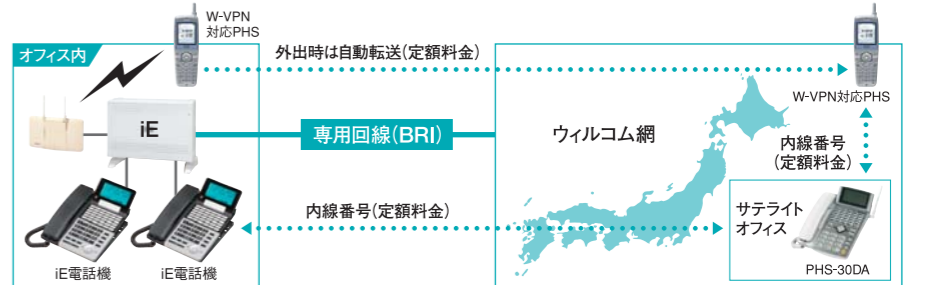 W-VPN
対応PHS
オフィス内
外出時は自動転送(定額料金)
W-VPN対応PHS
iE
専用回線(BRI)
ウィルコム網
内線番号
(定額料金)
内線番号(定額料金)
サテライト
オフィス
iE電話機
iE電話機
PHS-30DA